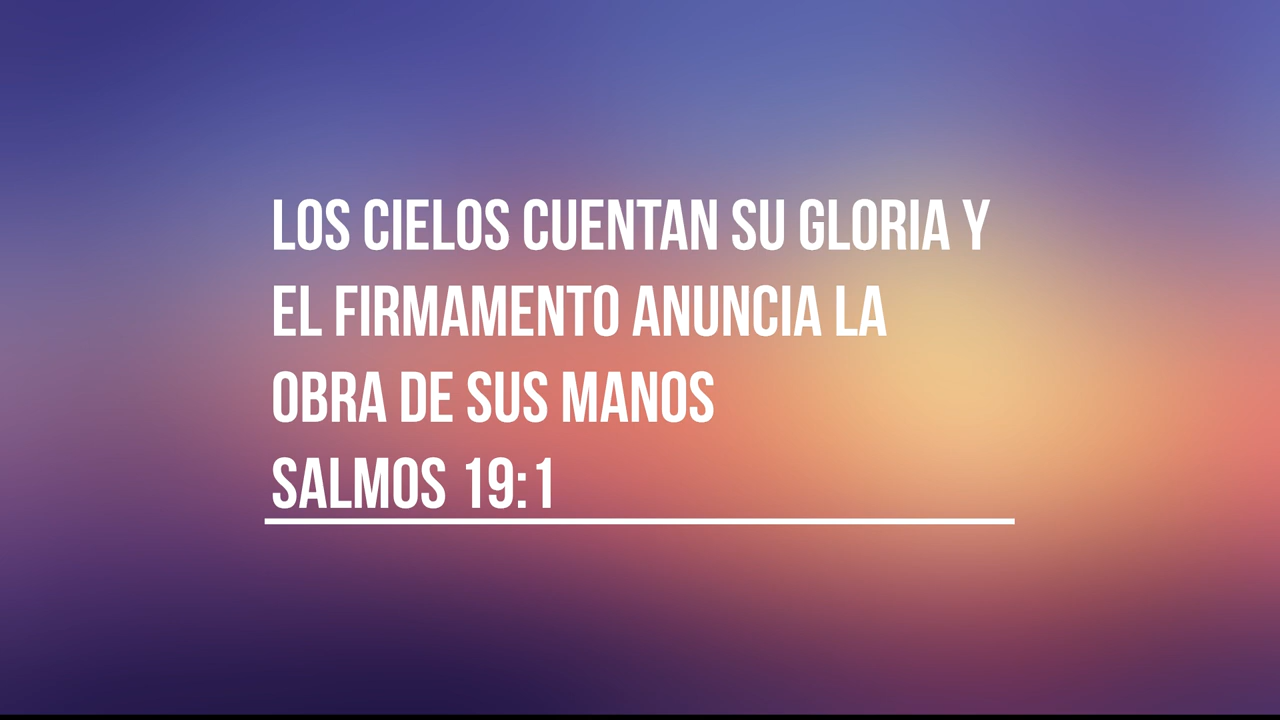 LOS CIELOS CUENTAN SU GLORIA Y
EL FIRMAMENTO ANUNCIA LA
OBRA DE SUS MANOS
SALMOS 19:1